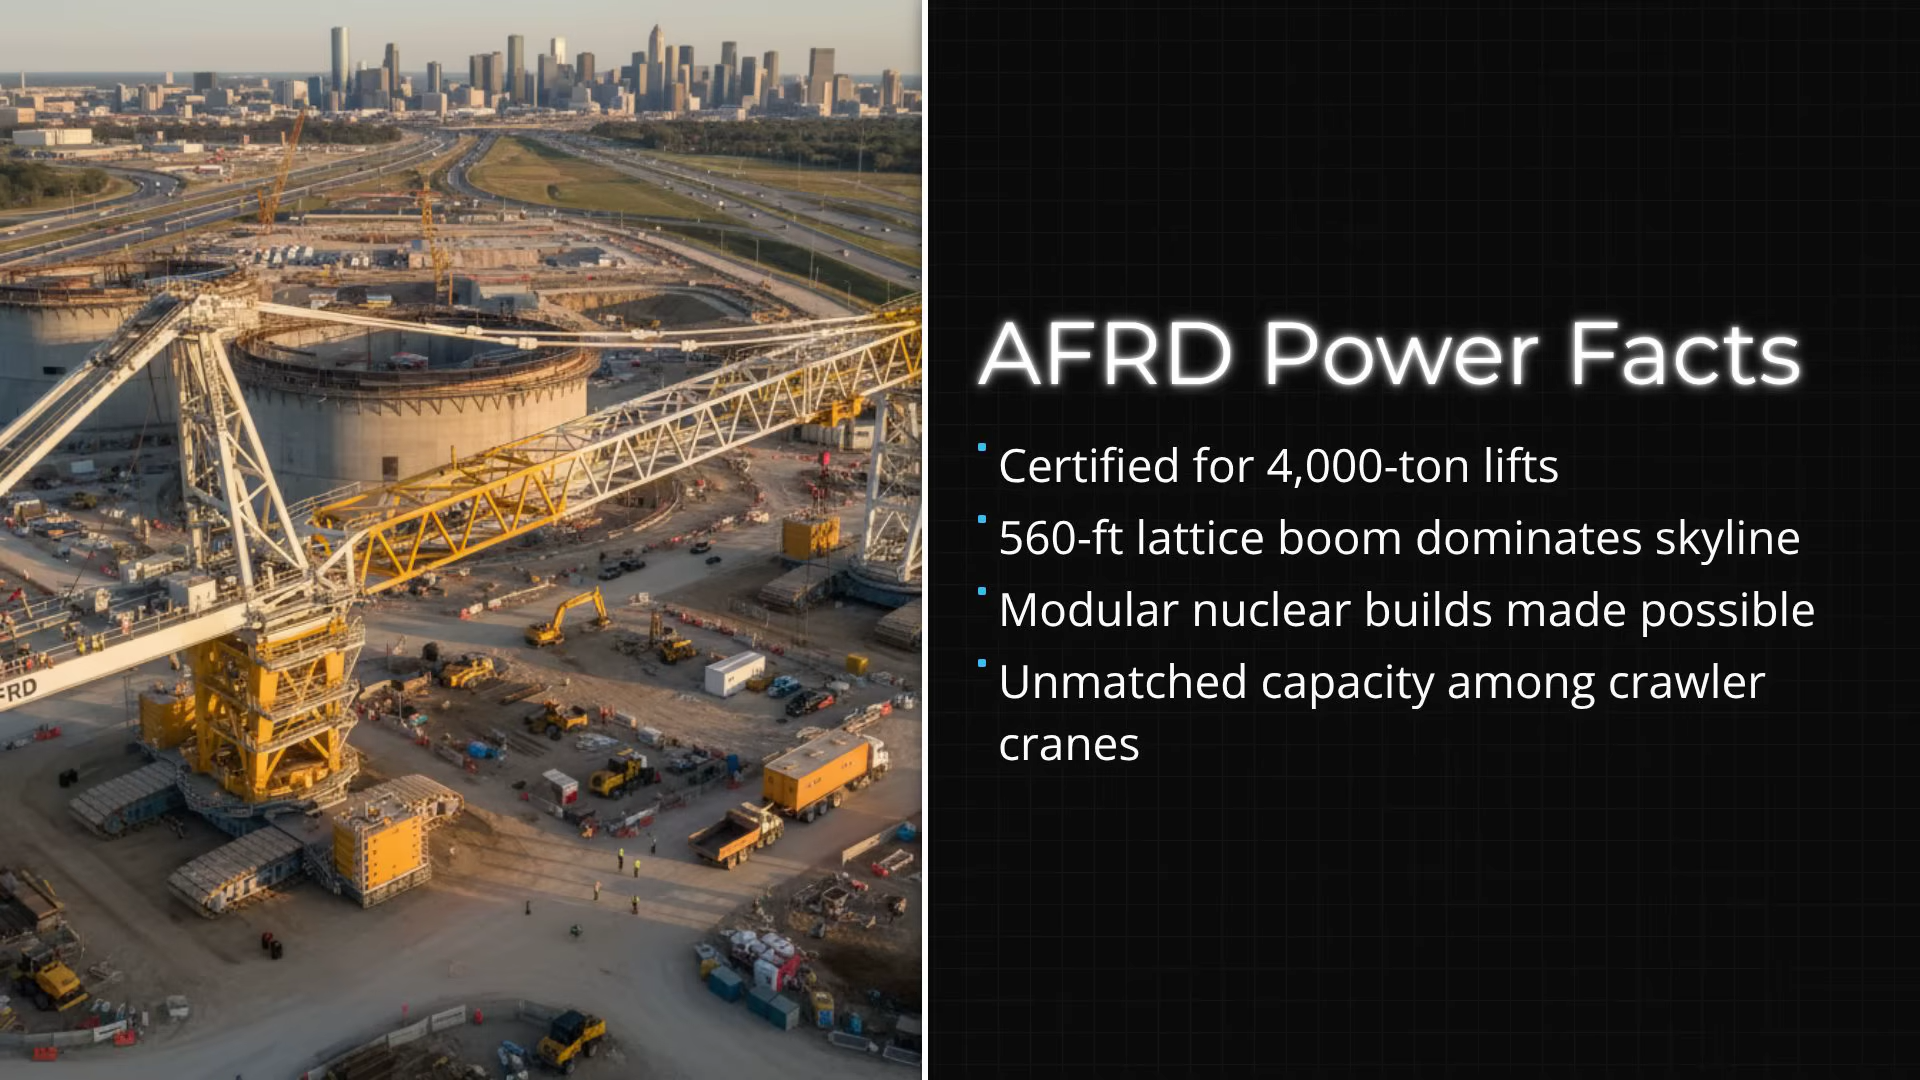 FRD
AFRD Power Facts
Certified for 4,000-ton lifts
560-ft lattice boom dominates skyline
Modular nuclear builds made possible
Unmatched capacity among crawler
cranes